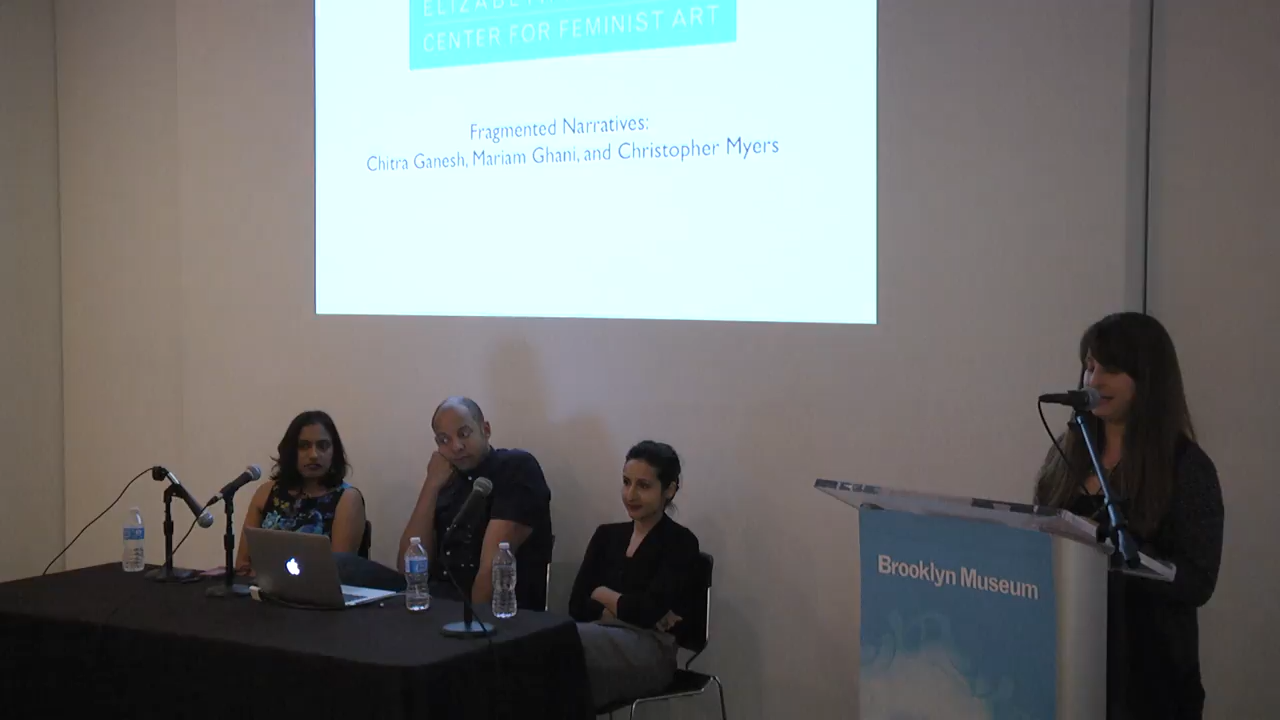 CENTER FOR FEMINIST ART
Fragmented Narratives:
Chitra Ganesh, Mariam Ghani, and Christopher Myers
Brooklyn Museum